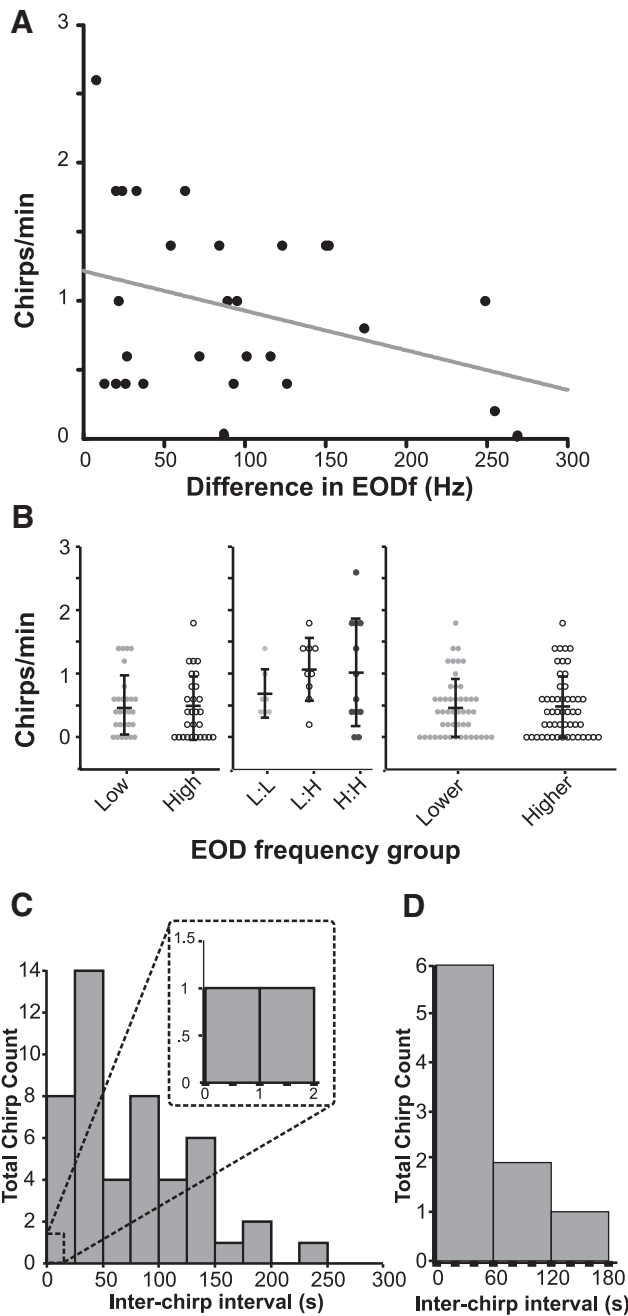 A
3
2
1
0
Chirps/min
0 50 100 150 200 250 300
Difference in EODf (Hz)
B
3
2
1
0
Chirps/min
Low High L:L L:H H:H Lower Higher
EOD frequency group
C
14
12
10
8
6
4
2
0
Total Chirp Count
1.5
1
.5
0
0 1 2
0 50 100 150 200 250 300
Inter-chirp interval (s)
D
6
5
4
3
2
1
0
Total Chirp Count
0 60 120 180
Inter-chirp interval (s)